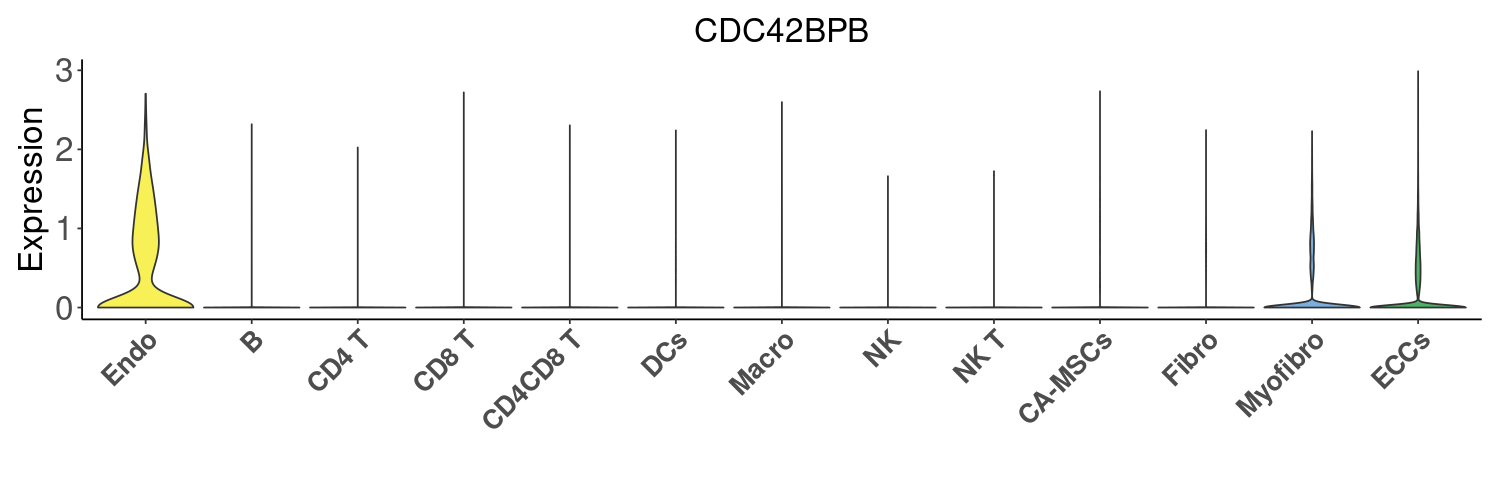 CDC42BPB
Expression
3
2
1
0
Endo
B
CD4 T
CD8 T
CD4CD8 T
DCs
Macro
NK
NK T
CA-MSCs
Fibro
Myofibro
ECCs